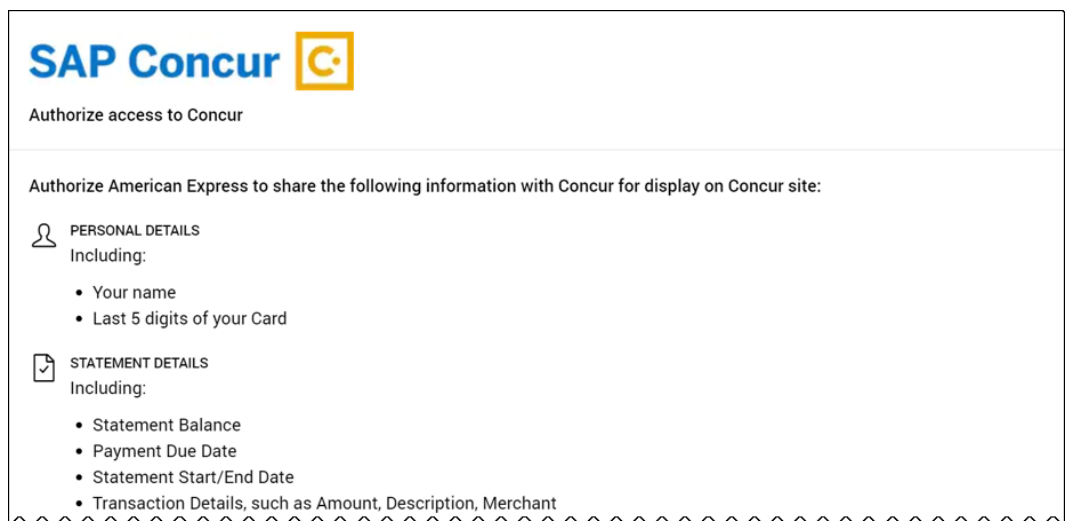 SAP Concur C
Authorize access to Concur
Authorize American Express to share the following information with Concur for display on Concur site:
PERSONAL DETAILS
Including:
• Your name
• Last 5 digits of your Card
STATEMENT DETAILS
Including:
• Statement Balance
• Payment Due Date
• Statement Start/End Date
• Transaction Details, such as Amount, Description, Merchant